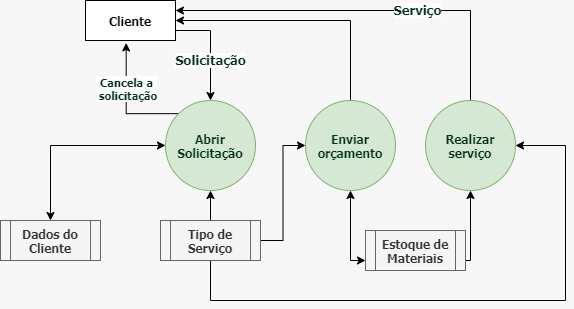 Cliente
Serviço
Solicitação
Cancela a
solicitação
Abrir
Solicitação
Enviar
orçamento
Realizar
serviço
Dados do
Cliente
Tipo de
Serviço
Estoque de
Materiais